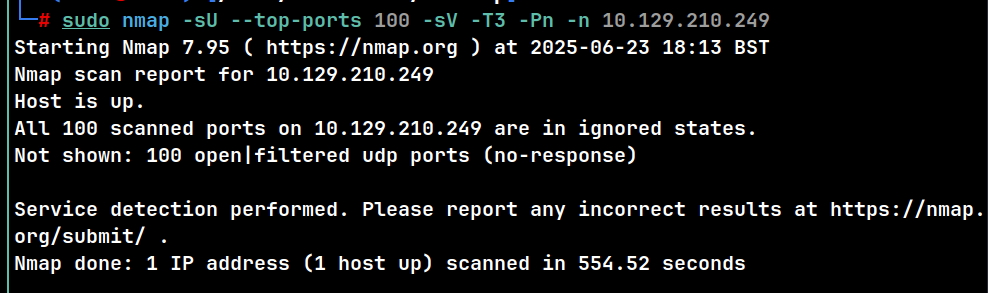 # sudo nmap -sU --top-ports 100 -sV -T3 -Pn -n 10.129.210.249
Starting Nmap 7.95 ( https://nmap.org ) at 2025-06-23 18:13 BST
Nmap scan report for 10.129.210.249
Host is up.
All 100 scanned ports on 10.129.210.249 are in ignored states.
Not shown: 100 open|filtered udp ports (no-response)
Service detection performed. Please report any incorrect results at https://nmap.
org/submit/ .
Nmap done: 1 IP address (1 host up) scanned in 554.52 seconds